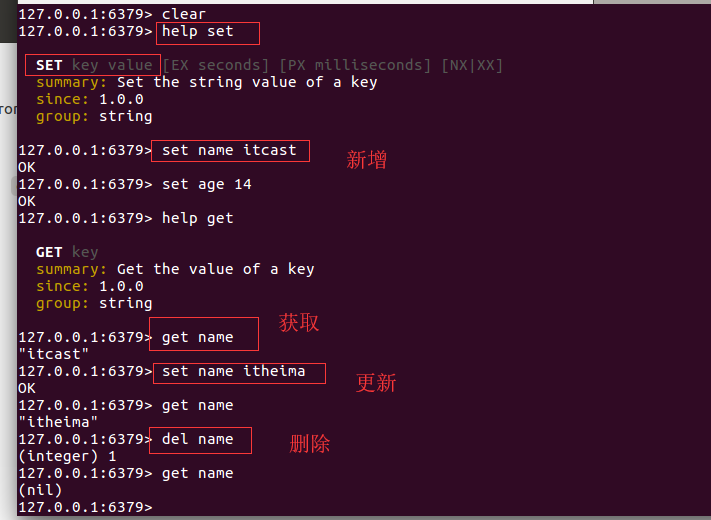 127.0.0.1:6379> clear
127.0.0.1:6379> help set
SET key value [EX seconds] [PX milliseconds] [NX|XX]
summary: Set the string value of a key
since: 1.0.0
group: string
127.0.0.1:6379> set name itcast
新增
OK
127.0.0.1:6379> set age 14
OK
127.0.0.1:6379> help get
GET key
summary: Get the value of a key
since: 1.0.0
group: string
获取
127.0.0.1:6379> get name
"itcast"
127.0.0.1:6379> set name itheima
更新
OK
127.0.0.1:6379> get name
"itheima"
127.0.0.1:6379> del name
删除
(integer) 1
127.0.0.1:6379> get name
(nil)
127.0.0.1:6379>